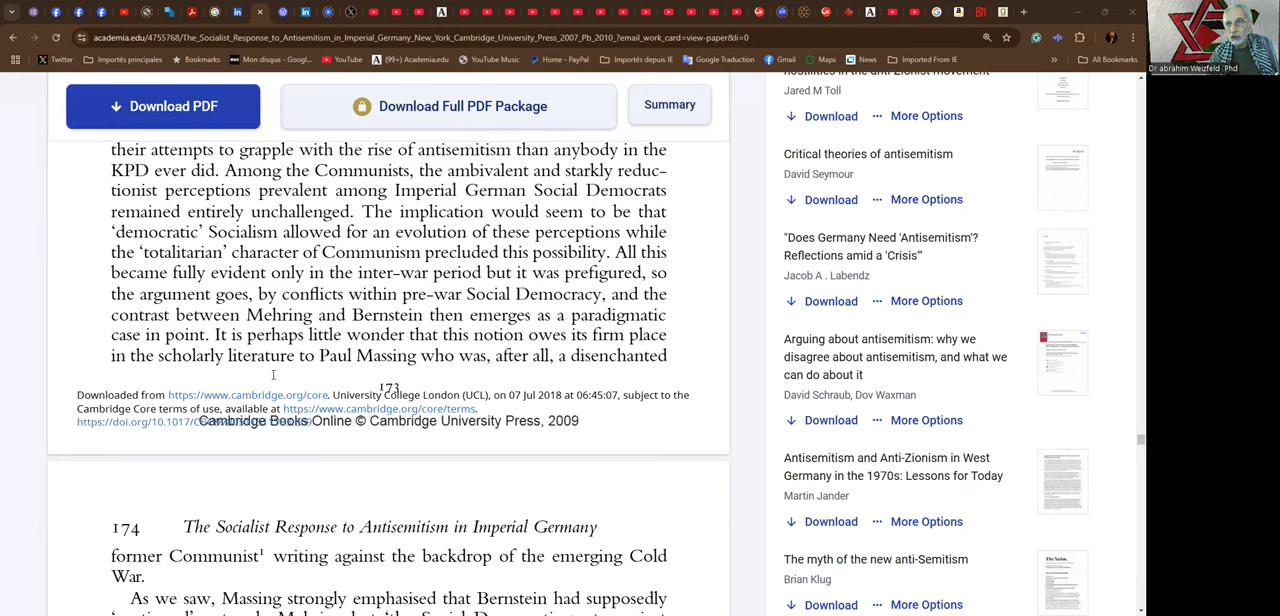 academia.edu/4755768/The_Socialist_Response_to_Antisemitism_in_Imperial_Germany_New_York_Cambridge_University_Press_2007_Pb_2010_?email_work_card=view-paper&li=0
Twitter
Importés principales
Bookmarks
Mon disque - Googl...
YouTube
(99+) Academia.edu
YouTube Music
Home - PayPal
Importés depuis IE
Google Traduction
Gmail
Maps
News
Imported From IE
All Bookmarks
Dr abrahim Weizfeld Phd
Download PDF
Download Full PDF Package
Summary
their attempts to grapple with the rise of antisemitism than anybody in the
KPD ever did. Among the Communists, the ambivalent and starkly reduc-
tionist perceptions prevalent among Imperial German Social Democrats
remained entirely unchallenged. The implication would seem to be that
‘democratic’ Socialism allowed for an evolution of these perceptions while
the ‘totalitarian’ character of Communism precluded this possibility. All this
became fully evident only in the inter-war period but it was prefigured, so
the argument goes, by conflict within pre-war Social Democracy, and the
contrast between Mehring and Bernstein then emerges as a paradigmatic
case in point. It is perhaps little wonder that this notion owes its firm place
in the scholarly literature to Paul Massing who was, after all, a disenchanted
173
Downloaded from https://www.cambridge.org/core. University College London (UCL), on 07 Jul 2018 at 06:45:07, subject to the
Cambridge Core terms of use, available at https://www.cambridge.org/core/terms.
Cambridge Books Online © Cambridge University Press, 2009
174 The Socialist Response to Antisemitism in Imperial Germany
former Communist¹ writing against the backdrop of the emerging Cold
War.
hostilities in the anti-Zionist movement
Jared M Toll
Download
More Options
Critical theories of antisemitism
David Seymour
Download
More Options
"Does Germany Need 'Antisemitism'?
Reflections amid a 'Crisis'"
Jacob A . Labendz
Download
More Options
Arguing about antisemitism: why we
disagree about antisemitism, and what we
can do about it
David Schraub, Dov Waxman
Download
More Options
Antisemitism and Anti-Zionism in West
Germany in the 1970s: Lessons for Today
Martin Jander
Download
More Options
The myth of the new anti-Semitism
Brian Klug
Download
More Options